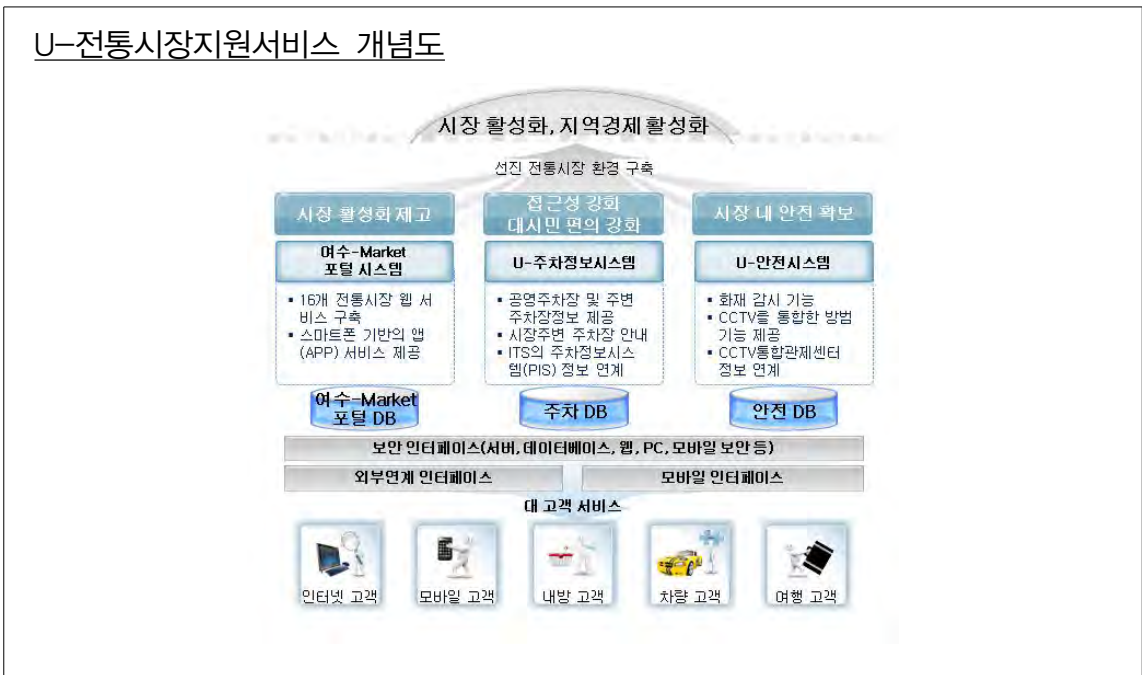 U-전통시장지원서비스 개념도
시장 활성화, 지역경제 활성화
선진 전통시장 환경 구축
시장 활성화 제고
접근성 강화
대시민 편의 강화
시장 내 안전 확보
여수-Market
포털 시스템
U-주차정보시스템
U-안전시스템
▪ 16개 전통시장 웹 서
비스 구축
▪ 스마트폰 기반의 앱
(APP) 서비스 제공
▪ 공영주차장 및 주변
주차장정보 제공
▪ 시장주변 주차장 안내
▪ ITS의 주차정보시스
템(PIS) 정보 연계
▪ 화재 감시 기능
▪ CCTV를 통합한 방범
기능 제공
▪ CCTV통합관제센터
정보 연계
여수-Market
포털 DB
주차 DB
안전 DB
보안 인터페이스(서버, 데이터베이스, 웹, PC, 모바일 보안 등)
외부연계 인터페이스
모바일 인터페이스
대 고객 서비스
인터넷 고객
모바일 고객
내방 고객
차량 고객
여행 고객